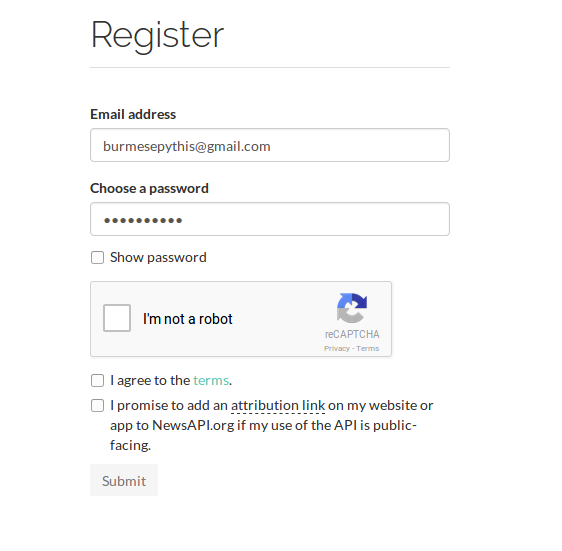 Register
Email address
burmesepythis@gmail.com
Choose a password
••••••••••
Show password
I'm not a robot
reCAPTCHA
Privacy - Terms
I agree to the terms.
I promise to add an attribution link on my website or
app to NewsAPI.org if my use of the API is public-
facing.
Submit